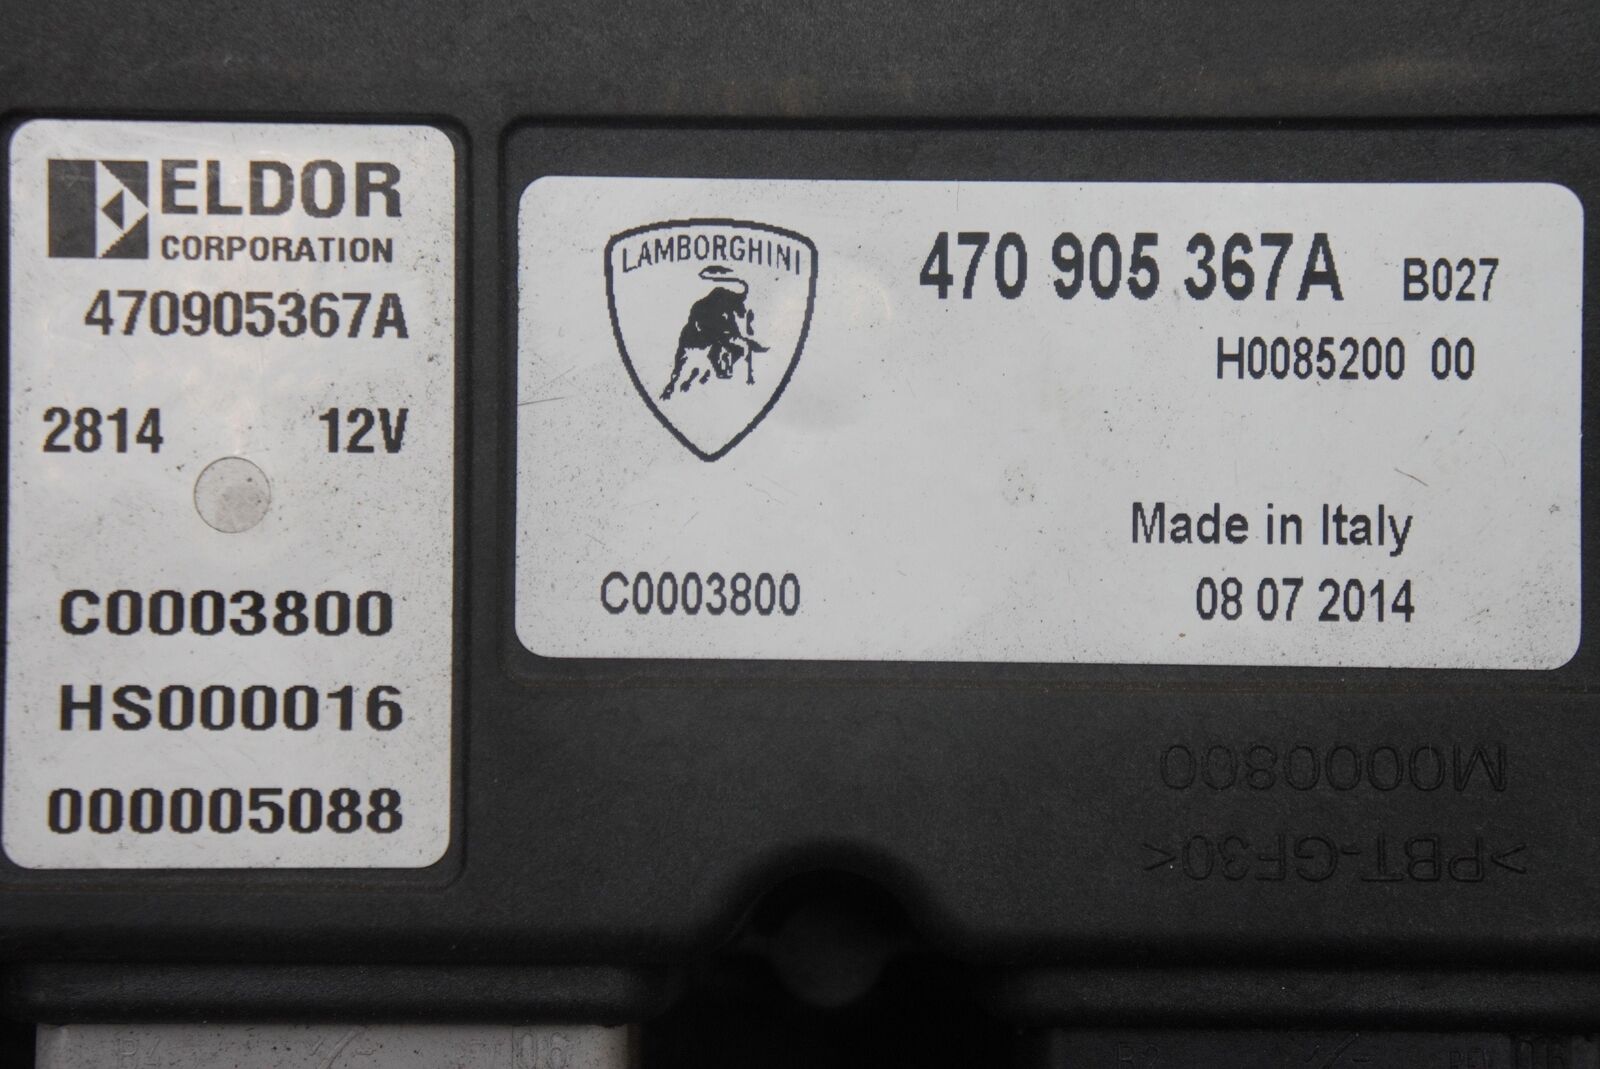 ELDOR
CORPORATION
470905367A
2814 12V
C0003800
HS000016
000005088
LAMBORGHINI
470 905 367A B027
H0085200 00
Made in Italy
C0003800
08 07 2014
M0000800
>PBT-GF30<
06